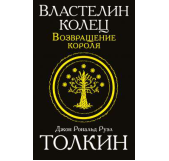 ВЛАСТЕЛИН
КОЛЕЦ
ВОЗВРАЩЕНИЕ
КОРОЛЯ
Джон Рональд Руэл
ТОЛКИН